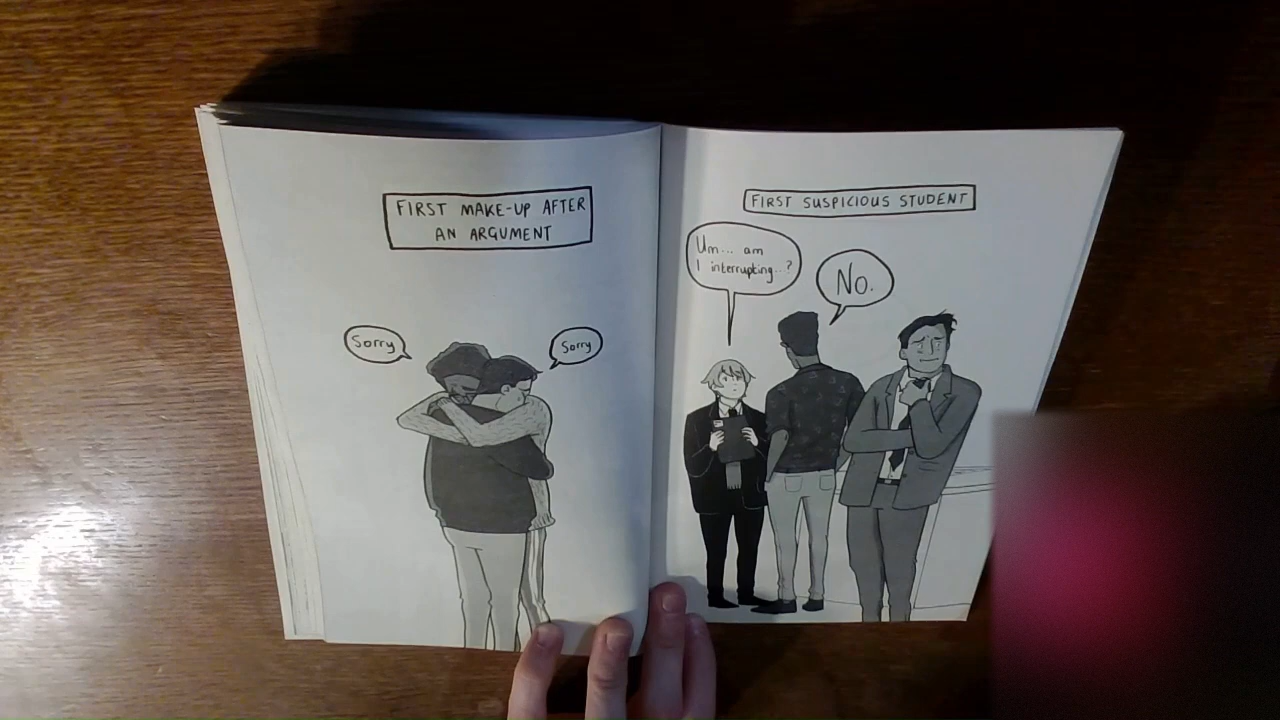 FIRST MAKE-UP AFTER
AN ARGUMENT
Sorry
Sorry
FIRST SUSPICIOUS STUDENT
Um... am
I interrupting...?
No.